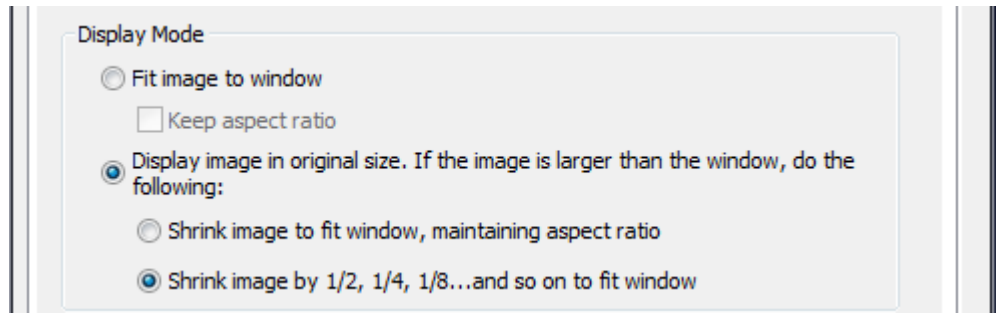 Display Mode
Fit image to window
Keep aspect ratio
Display image in original size. If the image is larger than the window, do the
following:
Shrink image to fit window, maintaining aspect ratio
Shrink image by 1/2, 1/4, 1/8...and so on to fit window